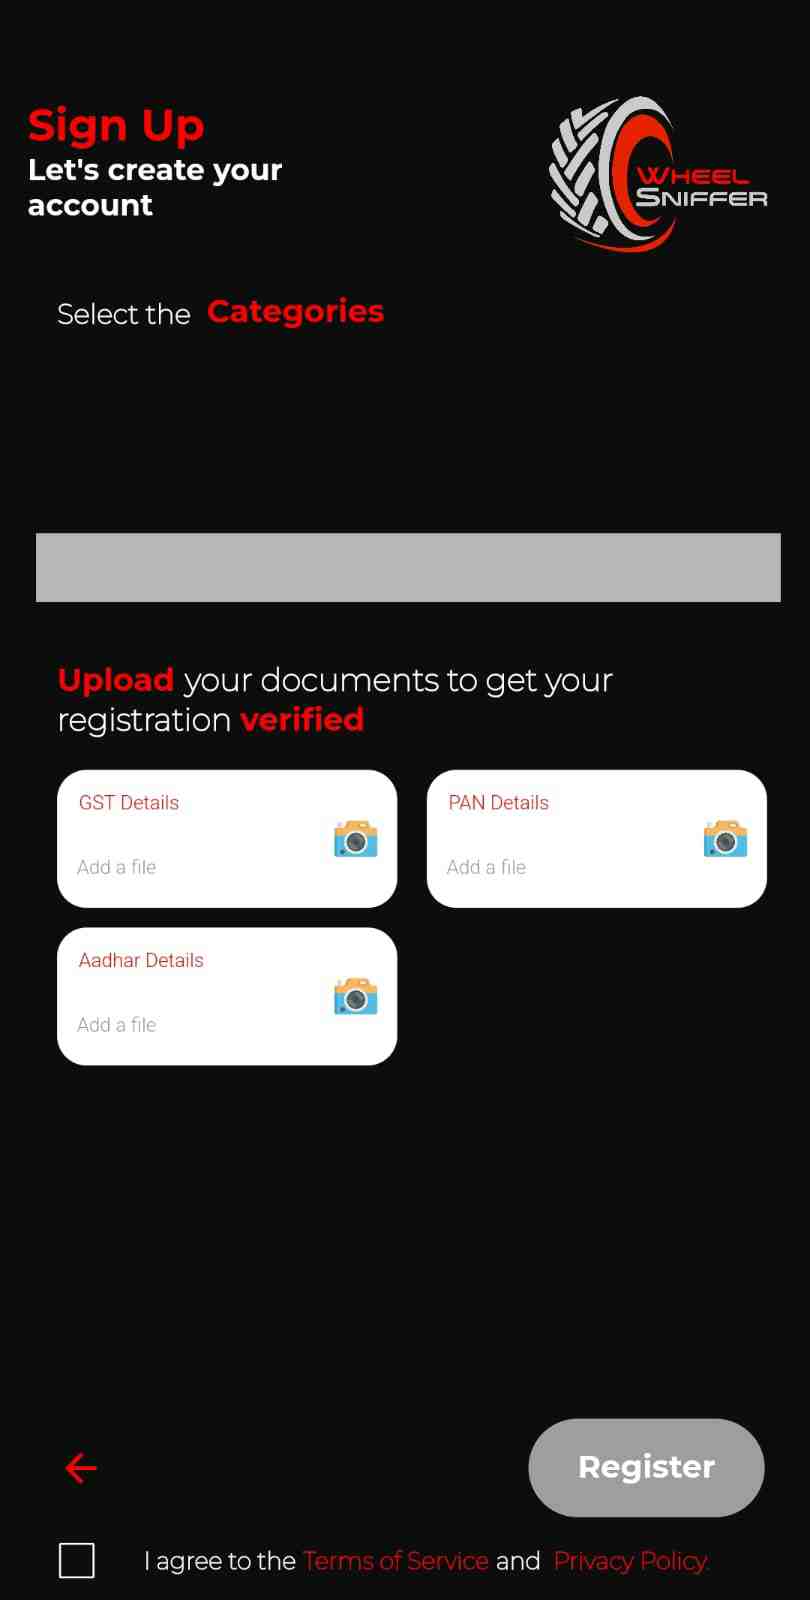 Sign Up
Let's create your
account
WHEEL
SNIFFER
Select the Categories
Upload your documents to get your
registration verified
GST Details
Add a file
PAN Details
Add a file
Aadhar Details
Add a file
Register
I agree to the Terms of Service and Privacy Policy.